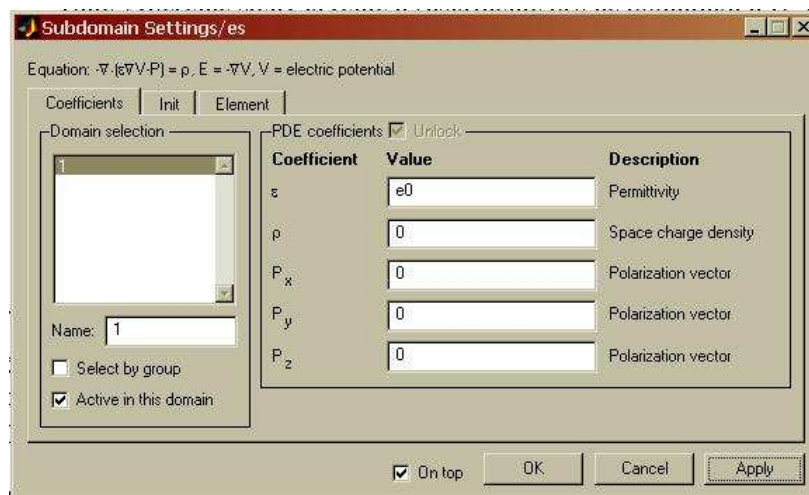 Subdomain Settings/es
Equation: -∇·(ε∇V-P) = ρ, E = -∇V, V = electric potential
Coefficients Init Element
Domain selection
1
Name: 1
Select by group
Active in this domain
PDE coefficients Unlock
Coefficient Value Description
ε e0 Permittivity
ρ 0 Space charge density
Px 0 Polarization vector
Py 0 Polarization vector
Pz 0 Polarization vector
On top OK Cancel Apply